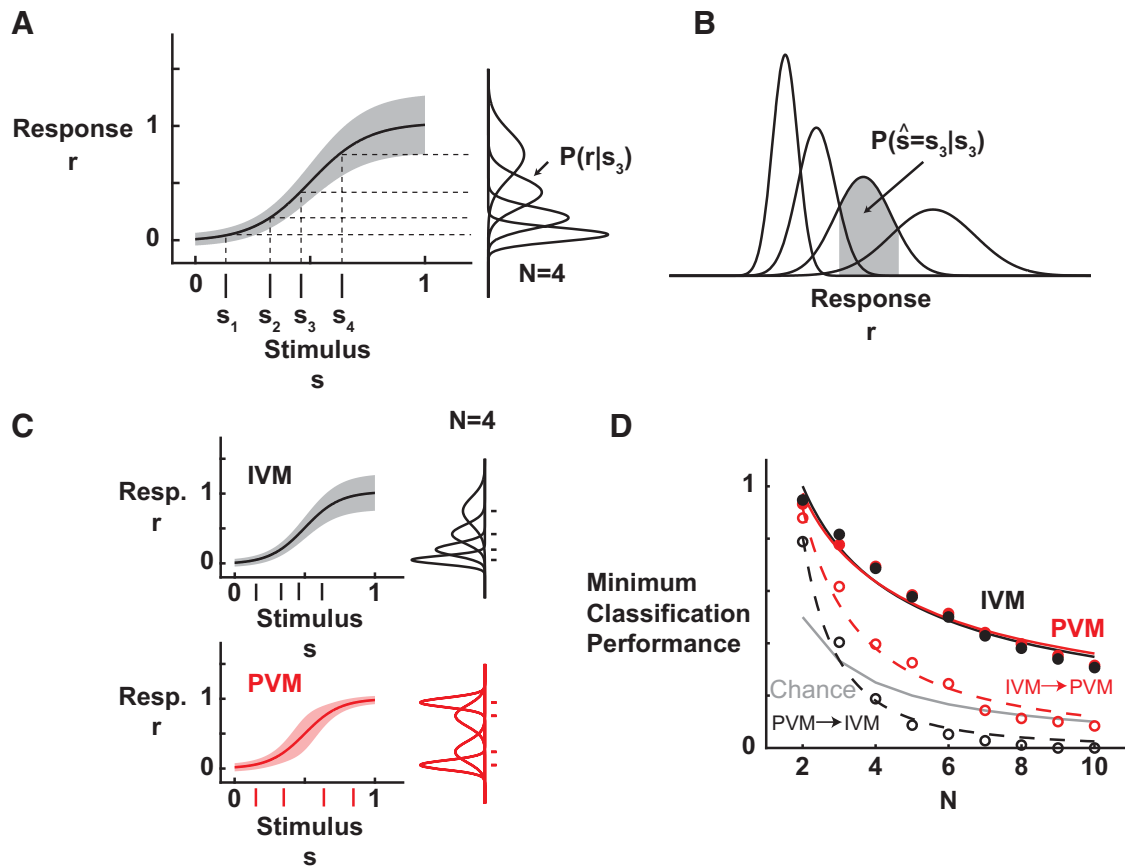 A
Response
r
1
0
0
1
s1
s2
s3
s4
Stimulus
s
P(r|s3)
N=4
B
P(ŝ=s3|s3)
Response
r
C
N=4
IVM
Resp.
r
1
0
0
1
Stimulus
s
PVM
Resp.
r
1
0
0
1
Stimulus
s
D
1
Minimum
Classification
Performance
IVM
PVM
Chance
IVM→PVM
PVM→IVM
0
2
4
6
8
10
N